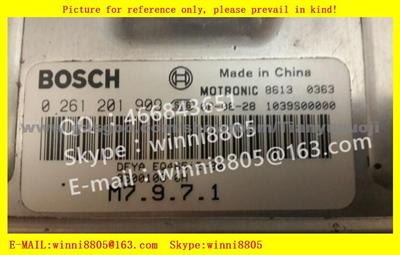 Picture for reference only, please prevail in kind!
BOSCH
Made in China
MOTRONIC 8613 0363
0 261 201 902 1039S00000
Skype: winni8805
E-mail: winni8805@163.com
M7.9.7.1
E-MAIL:winni8805@163.com Skype:winni8805